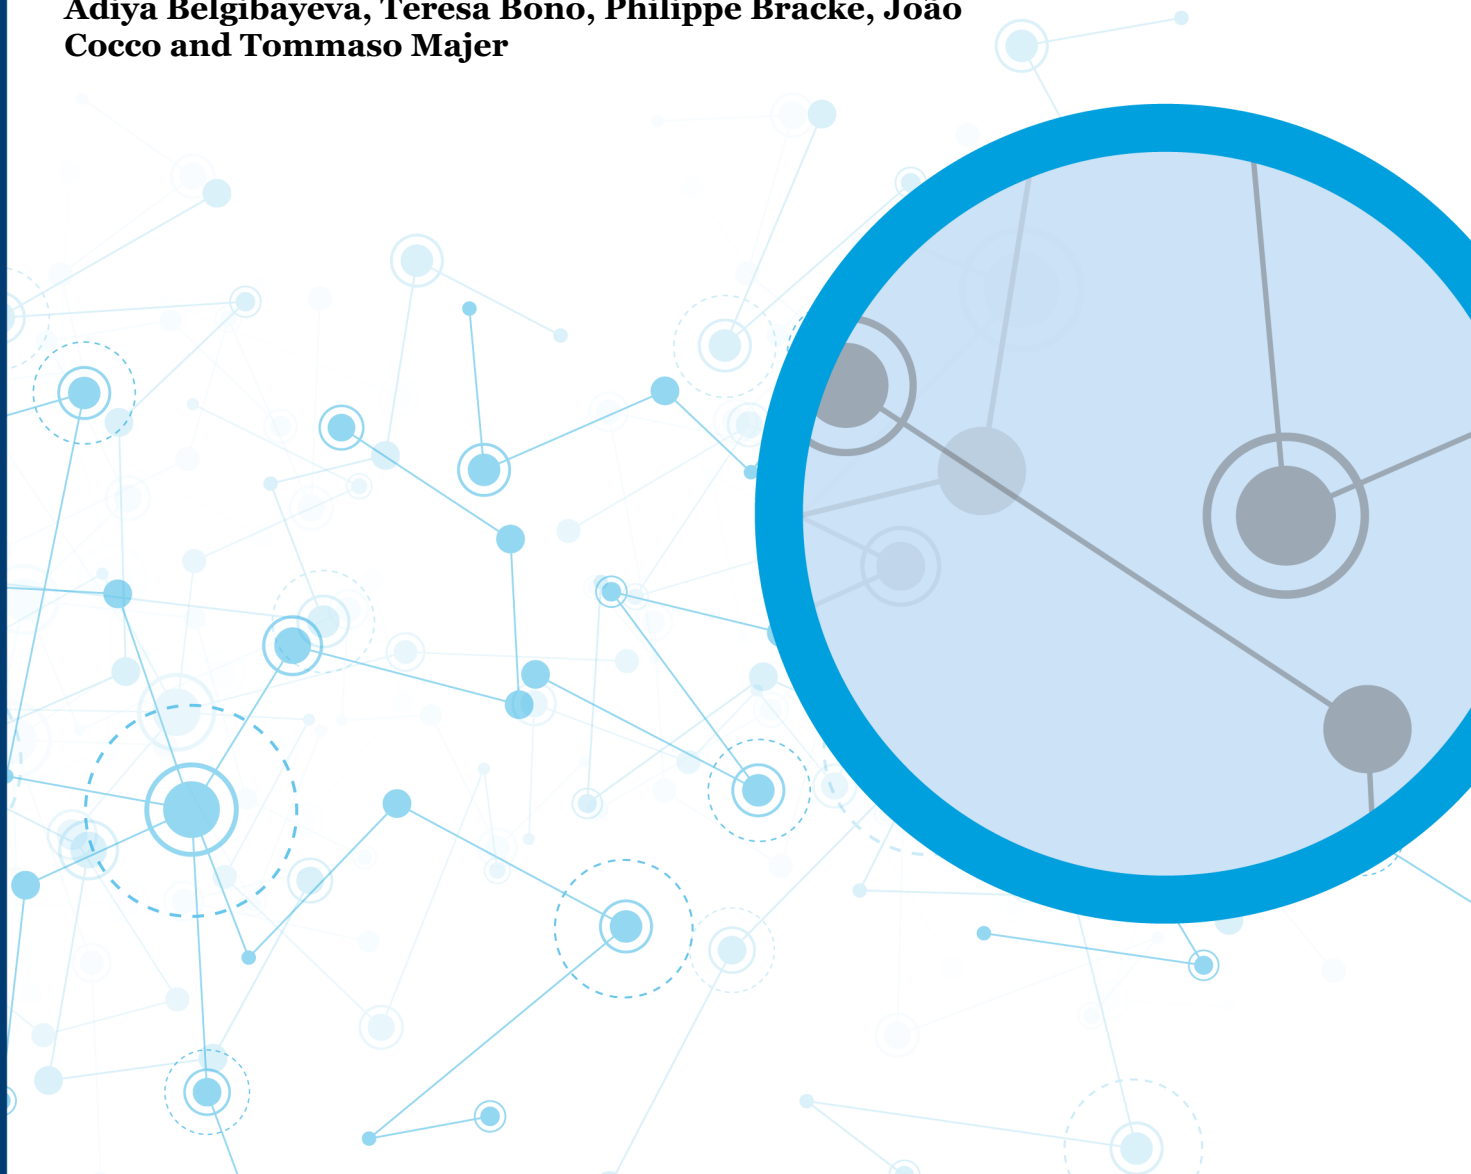 Adiya Belgibayeva, Teresa Bono, Philippe Bracke, João
Cocco and Tommaso Majer